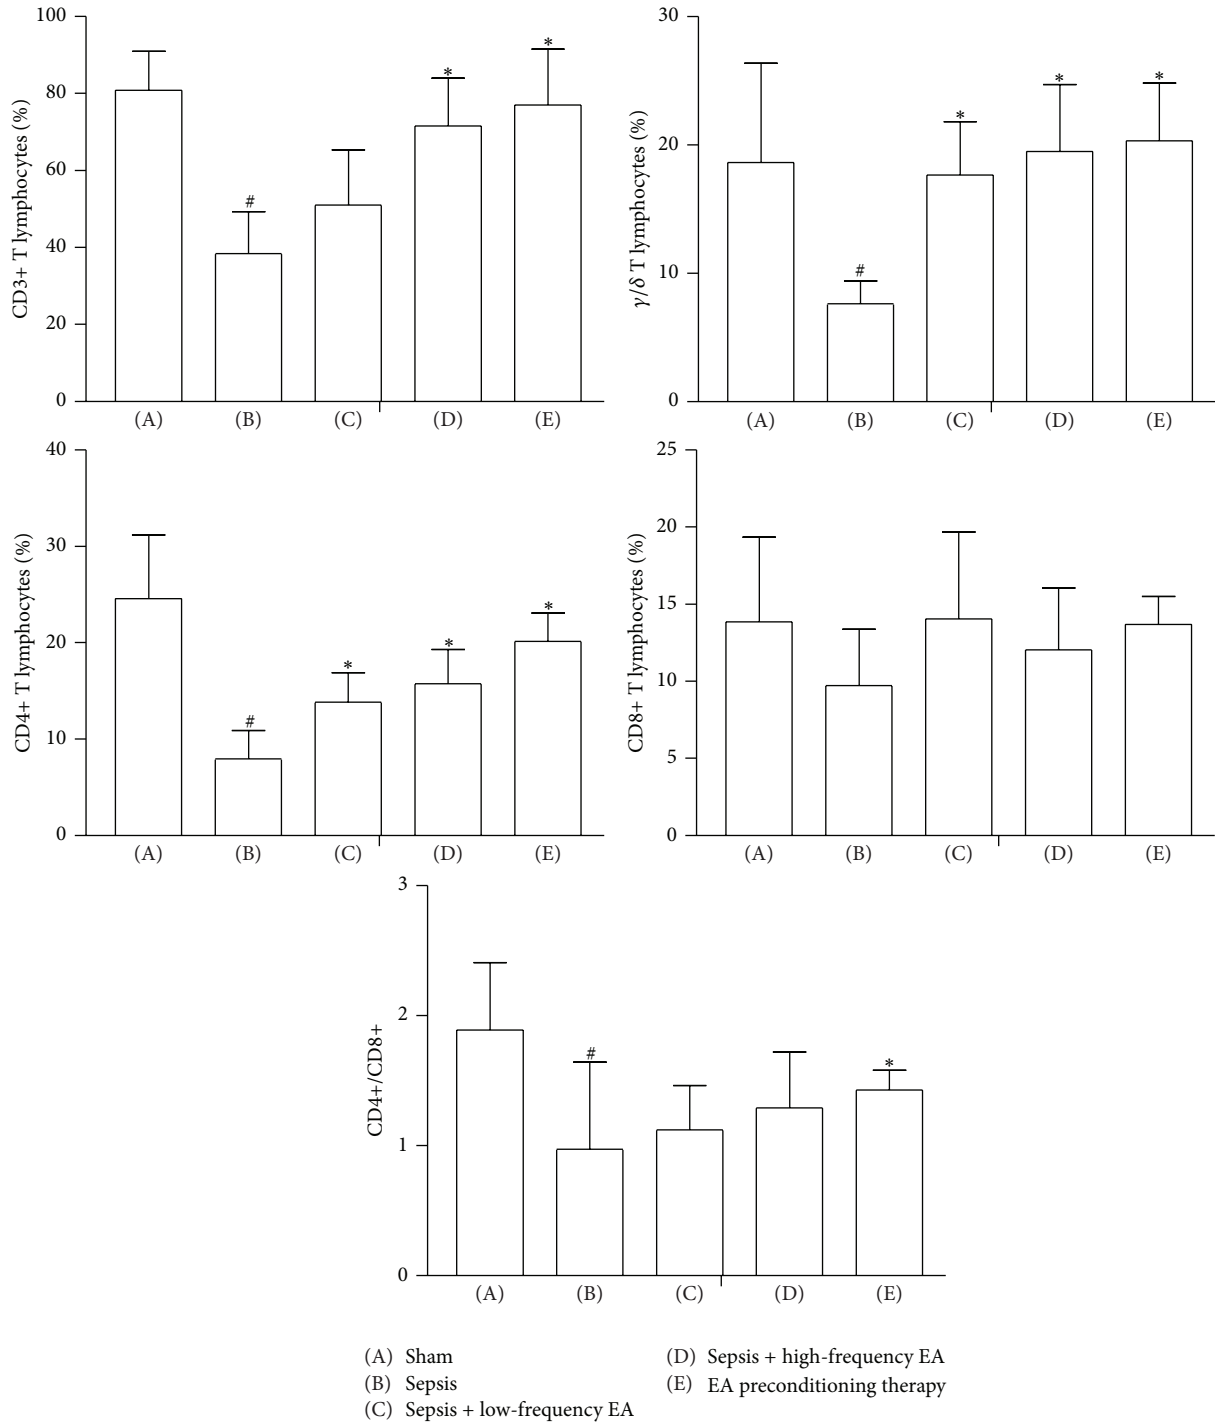 100
80
60
40
20
0
CD3+ T lymphocytes (%)
#
*
*
(A) (B) (C) (D) (E)
30
20
10
0
γ/δ T lymphocytes (%)
#
*
*
*
(A) (B) (C) (D) (E)
40
30
20
10
0
CD4+ T lymphocytes (%)
#
*
*
*
(A) (B) (C) (D) (E)
25
20
15
10
5
0
CD8+ T lymphocytes (%)
(A) (B) (C) (D) (E)
3
2
1
0
CD4+/CD8+
#
*
(A) (B) (C) (D) (E)
(A) Sham
(B) Sepsis
(C) Sepsis + low-frequency EA
(D) Sepsis + high-frequency EA
(E) EA preconditioning therapy